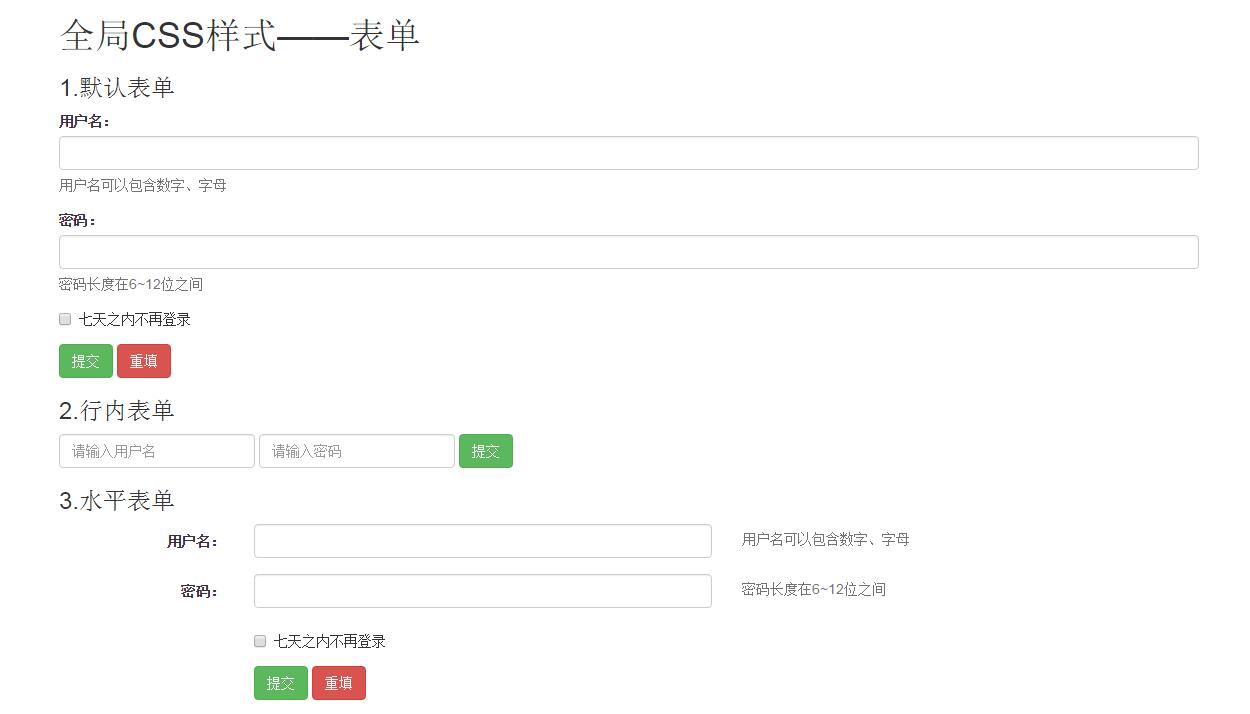 全局CSS样式——表单
1.默认表单
用户名：
用户名可以包含数字、字母
密码：
密码长度在6~12位之间
七天之内不再登录
提交 重填
2.行内表单
请输入用户名 请输入密码 提交
3.水平表单
用户名： 用户名可以包含数字、字母
密码： 密码长度在6~12位之间
七天之内不再登录
提交 重填